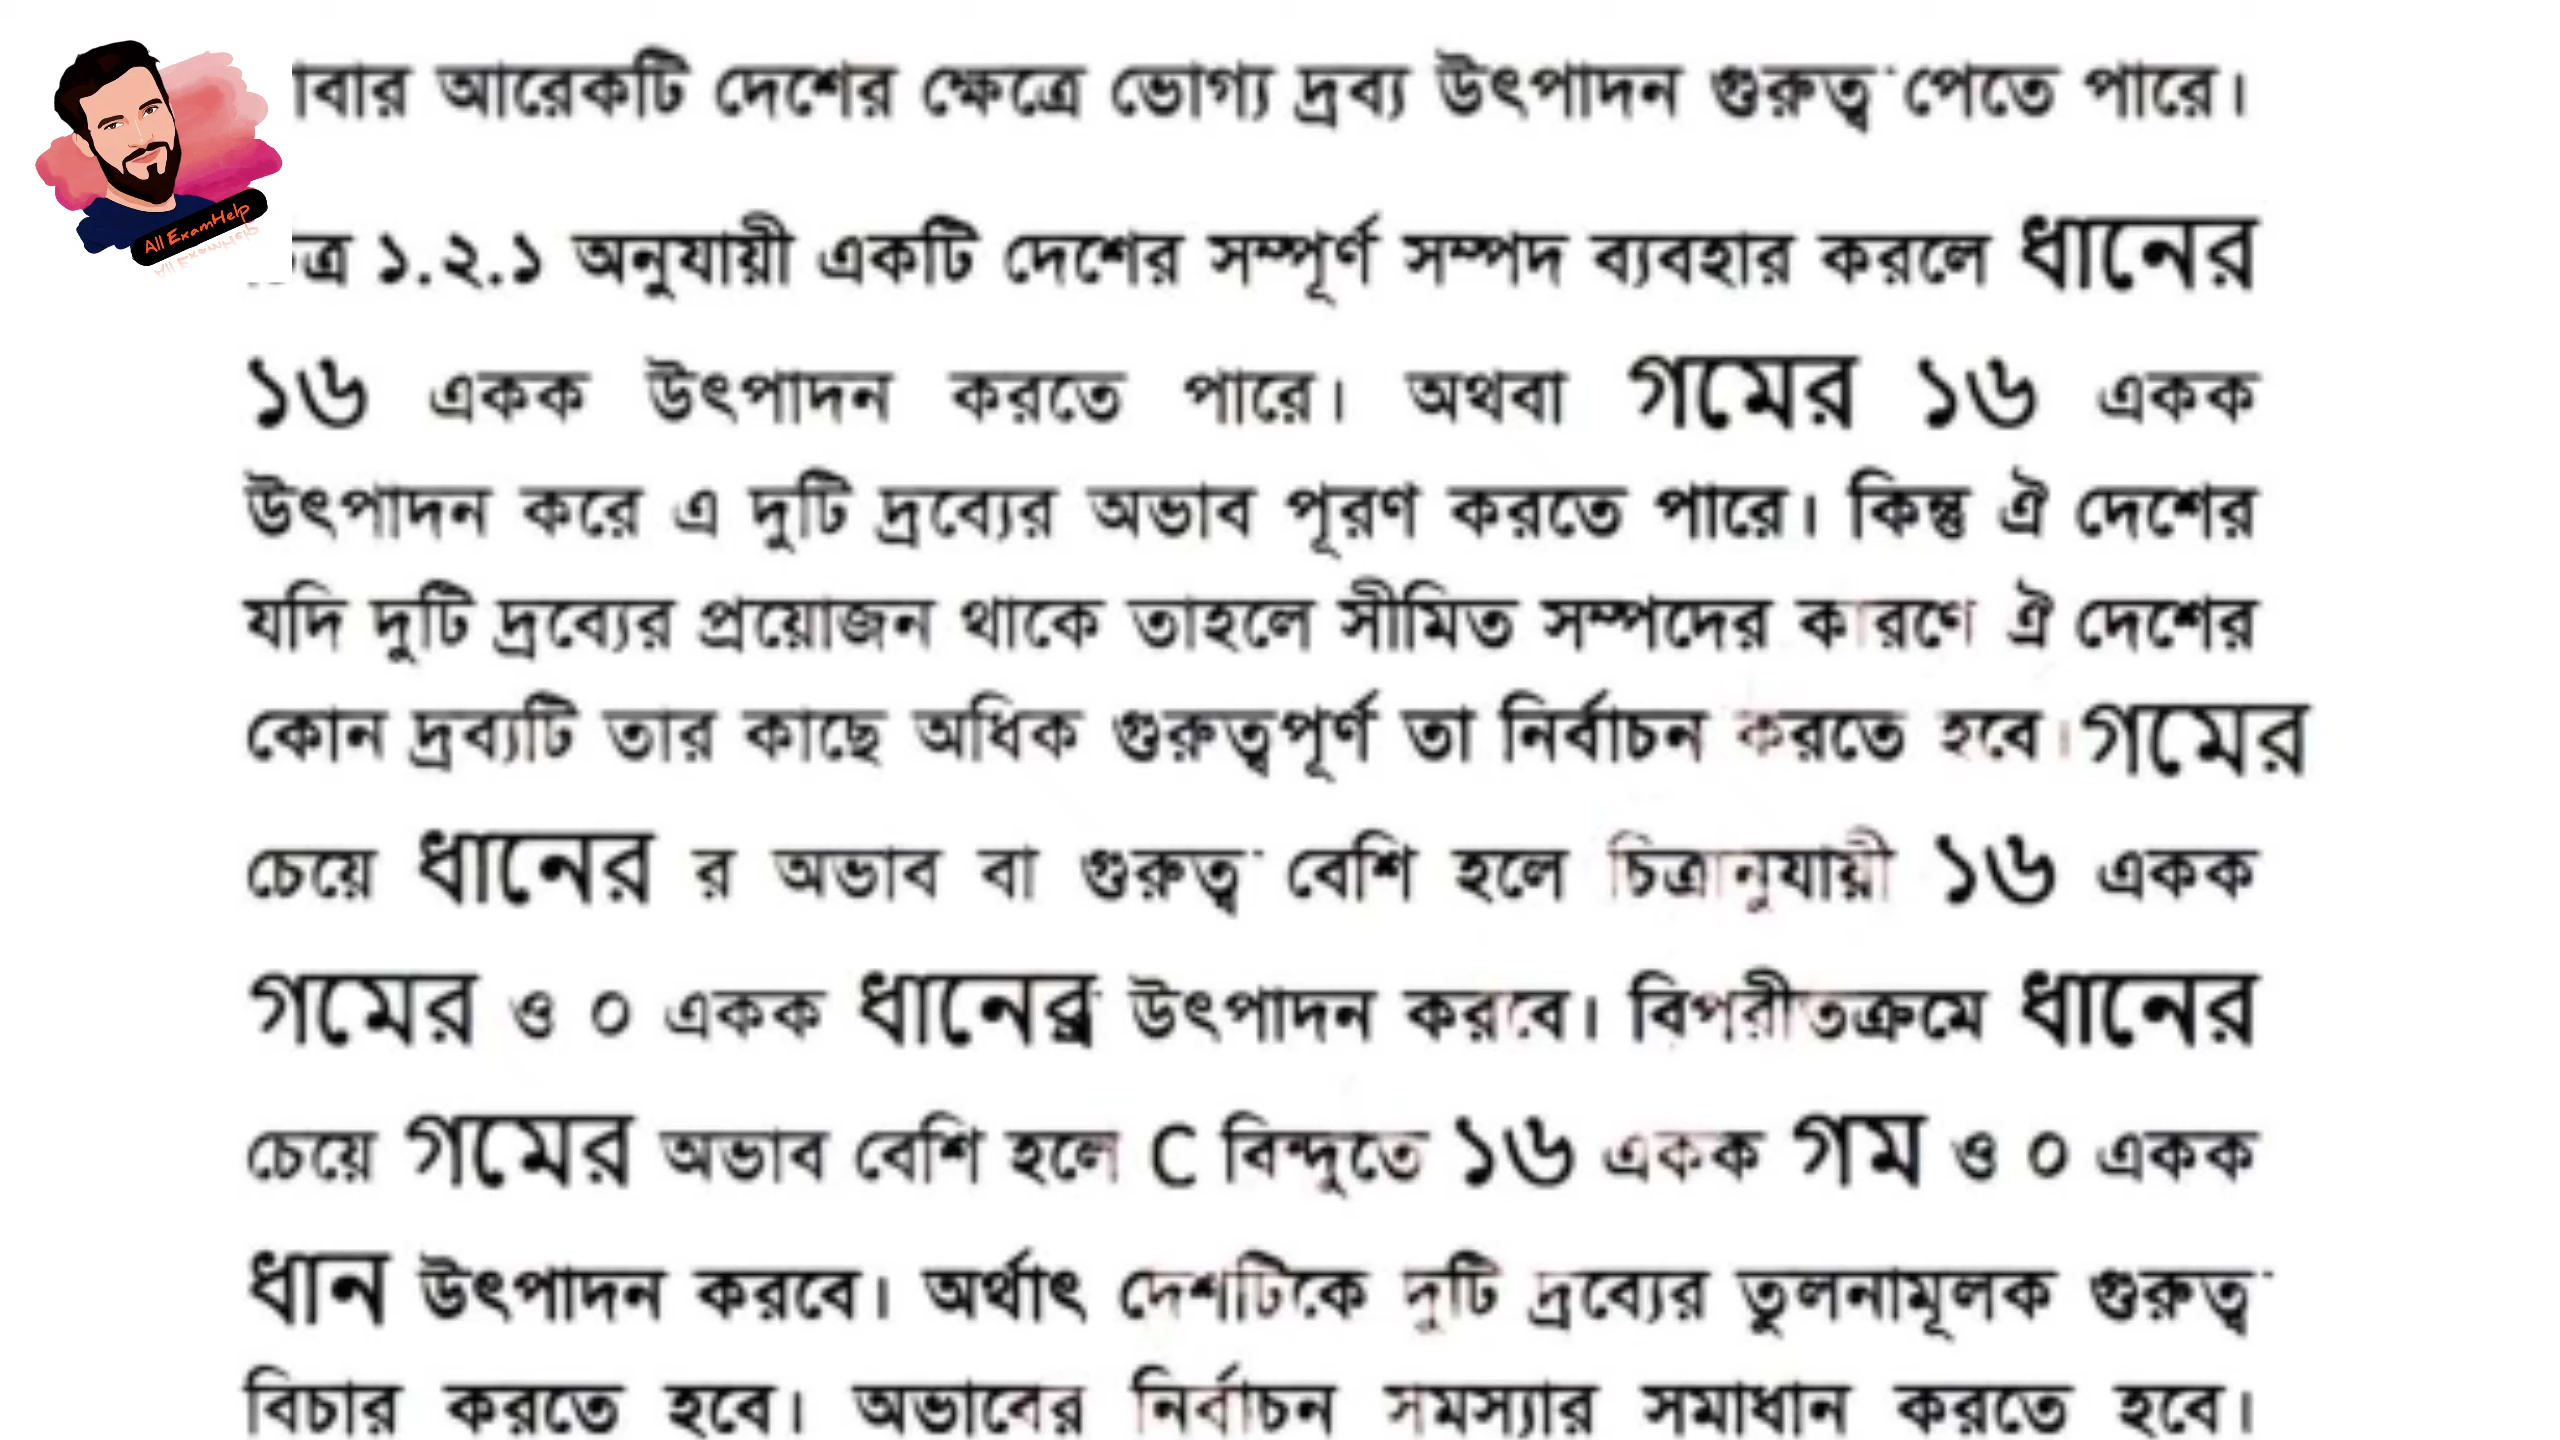 াবার আরেকটি দেশের ক্ষেত্রে ভোগ্য দ্রব্য উৎপাদন গুরুত্ব পেতে পারে।
All ExamHelp
ত্র ১.২.১ অনুযায়ী একটি দেশের সম্পূর্ণ সম্পদ ব্যবহার করলে ধানের
১৬ একক উৎপাদন করতে পারে। অথবা গমের ১৬ একক
উৎপাদন করে এ দুটি দ্রব্যের অভাব পূরণ করতে পারে। কিন্তু ঐ দেশের
যদি দুটি দ্রব্যের প্রয়োজন থাকে তাহলে সীমিত সম্পদের কারণে ঐ দেশের
কোন দ্রব্যটি তার কাছে অধিক গুরুত্বপূর্ণ তা নির্বাচন করতে হবে। গমের
চেয়ে ধানের র অভাব বা গুরুত্ব বেশি হলে চিত্রানুযায়ী ১৬ একক
গমের ও ০ একক ধানের উৎপাদন করবে। বিপরীতক্রমে ধানের
চেয়ে গমের অভাব বেশি হলে C বিন্দুতে ১৬ একক গম ও ০ একক
ধান উৎপাদন করবে। অর্থাৎ দেশটিকে দুটি দ্রব্যের তুলনামূলক গুরুত্ব
বিচার করতে হবে। অভাবের নির্বাচন সমস্যার সমাধান করতে হবে।